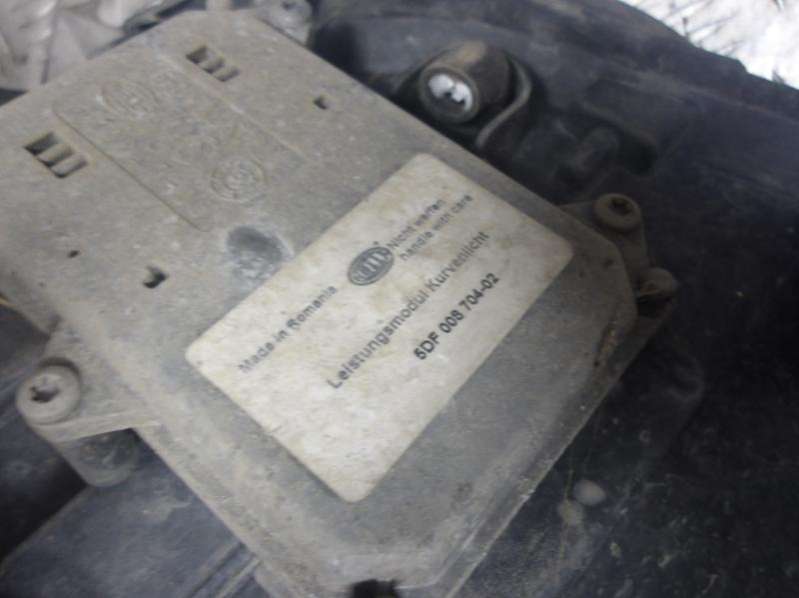 Made in Romania
HELLA
Nicht werfen
handle with care
Leistungsmodul Kurvenlicht
5DF 008 704-02